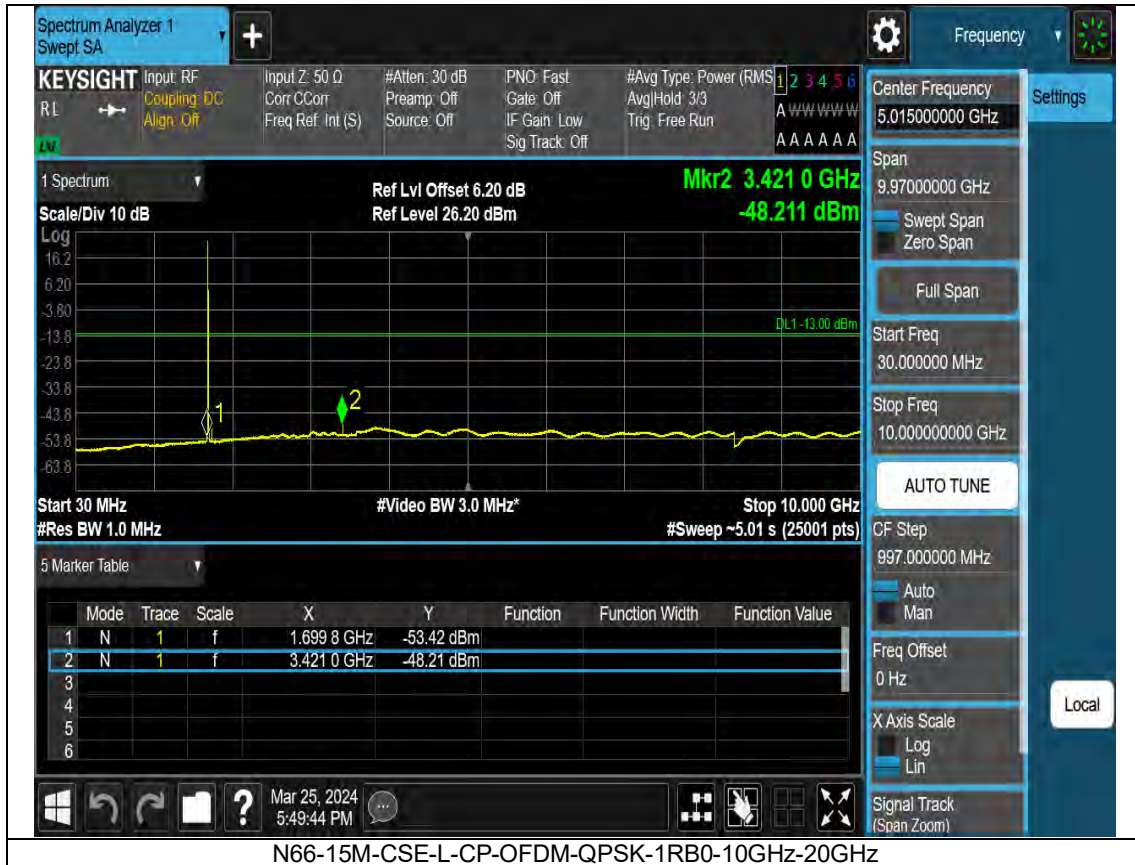 Spectrum Analyzer 1
Swept SA
Frequency
KEYSIGHT
RL
LXI
Input: RF
Coupling: DC
Align: Off
Input Z: 50 Ω
Corr CCorr
Freq Ref: Int (S)
#Atten: 30 dB
Preamp: Off
Source: Off
PNO: Fast
Gate: Off
IF Gain: Low
Sig Track: Off
#Avg Type: Power (RMS
Avg|Hold: 3/3
Trig: Free Run
1 2 3 4 5 6
A W W W W W
A A A A A A
1 Spectrum
Scale/Div 10 dB
Ref Lvl Offset 6.20 dB
Ref Level 26.20 dBm
Mkr2 3.421 0 GHz
-48.211 dBm
Log
16.2
6.20
-3.80
-13.8
-23.8
-33.8
-43.8
-53.8
-63.8
DL1 -13.00 dBm
1
2
Start 30 MHz
#Res BW 1.0 MHz
#Video BW 3.0 MHz*
Stop 10.000 GHz
#Sweep ~5.01 s (25001 pts)
5 Marker Table
Mode Trace Scale X Y Function Function Width Function Value
1 N 1 f 1.699 8 GHz -53.42 dBm
2 N 1 f 3.421 0 GHz -48.21 dBm
3
4
5
6
?
Mar 25, 2024
5:49:44 PM
Center Frequency
5.015000000 GHz
Settings
Span
9.97000000 GHz
Swept Span
Zero Span
Full Span
Start Freq
30.000000 MHz
Stop Freq
10.000000000 GHz
AUTO TUNE
CF Step
997.000000 MHz
Auto
Man
Freq Offset
0 Hz
X Axis Scale
Log
Lin
Signal Track
(Span Zoom)
Local
N66-15M-CSE-L-CP-OFDM-QPSK-1RB0-10GHz-20GHz